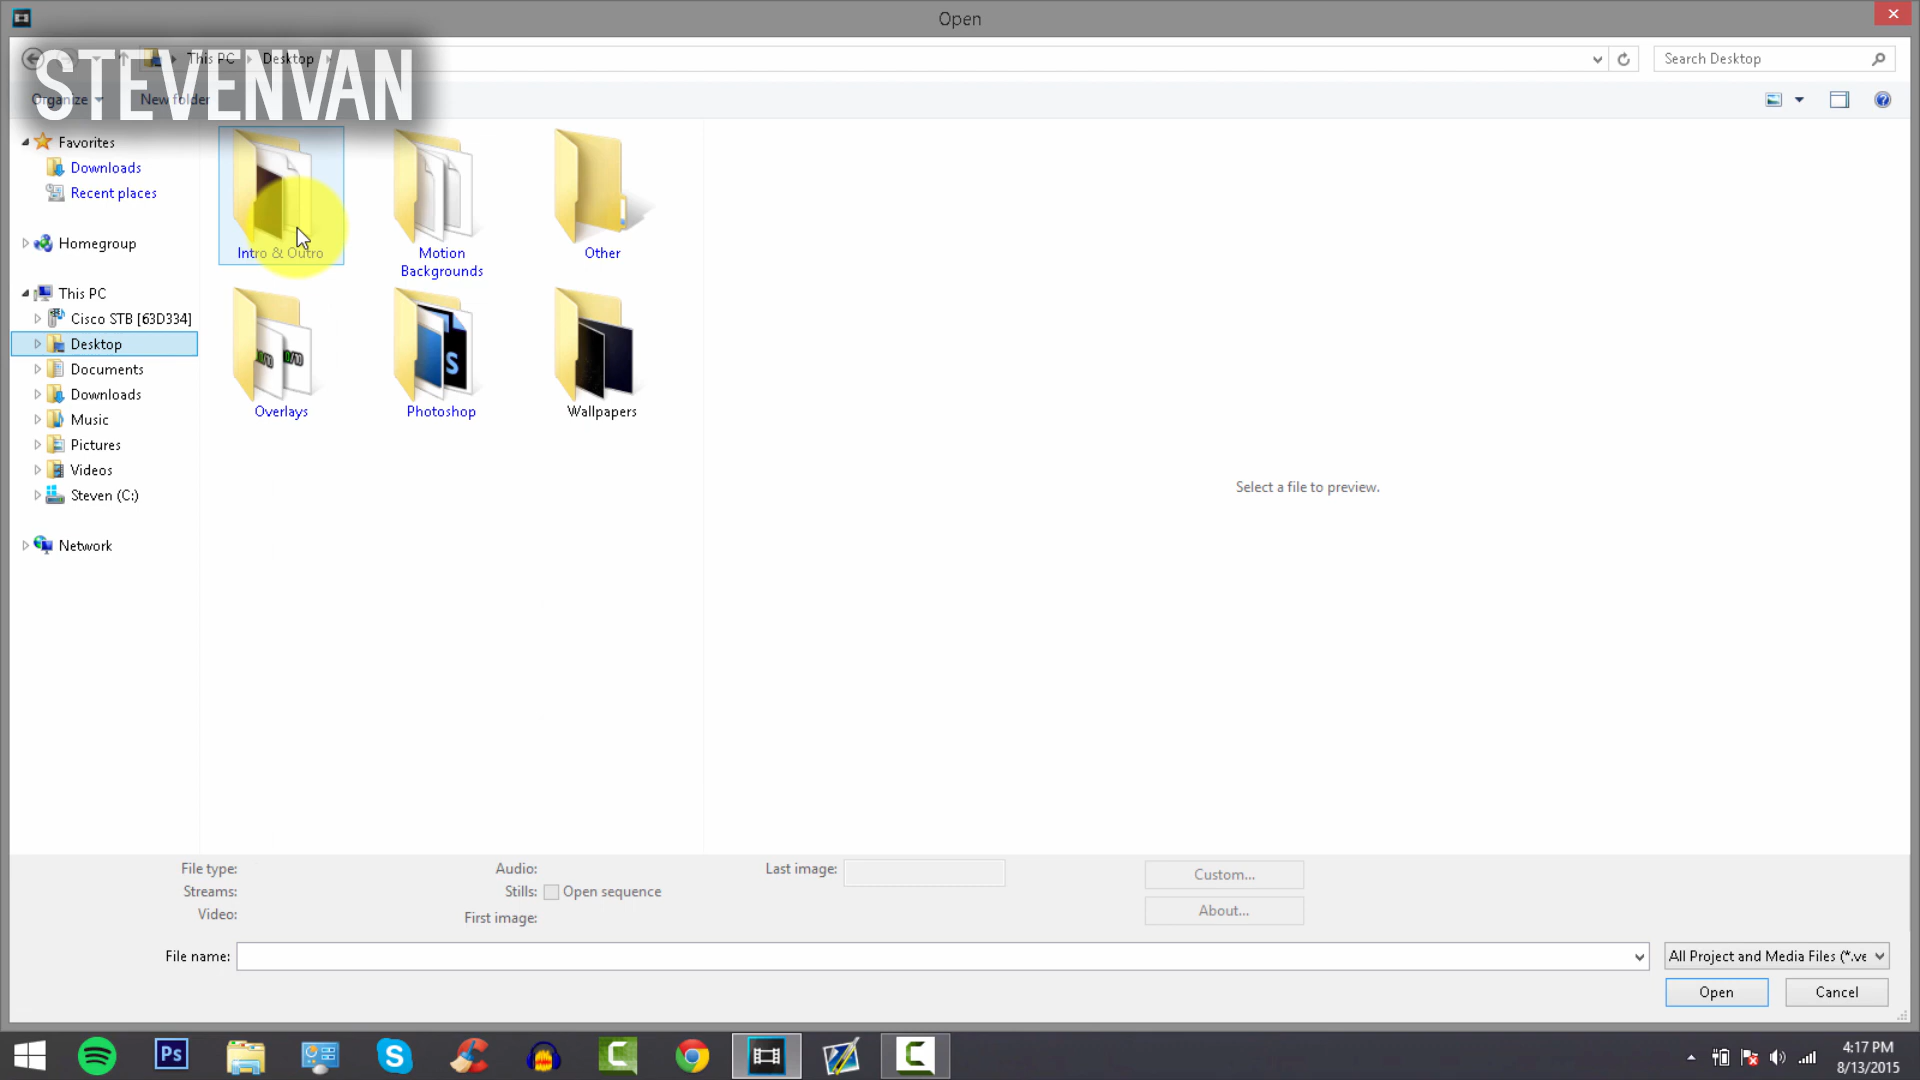 Open
STEVENVAN
This PC Desktop
Search Desktop
Organize New folder
Favorites
Downloads
Recent places
Homegroup
This PC
Cisco STB [63D334]
Desktop
Documents
Downloads
Music
Pictures
Videos
Steven (C:)
Network
Intro & Outro
Motion
Backgrounds
Other
Overlays
Photoshop
Wallpapers
S
Select a file to preview.
File type:
Streams:
Video:
Audio:
Stills: Open sequence
First image:
Last image:
Custom...
About...
File name:
All Project and Media Files (*.ve
Open Cancel
Ps
4:17 PM
8/13/2015